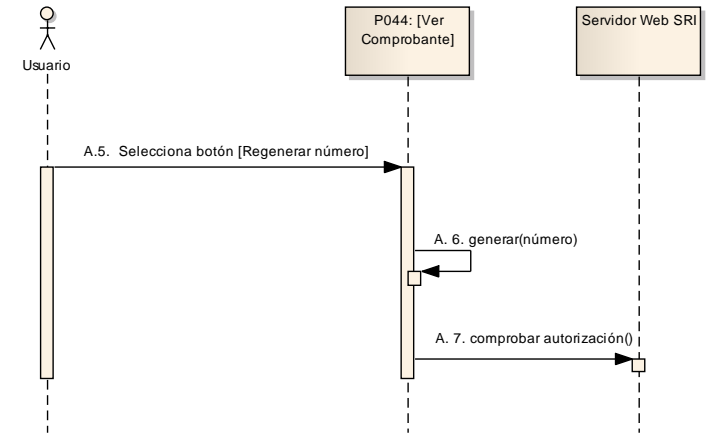 P044: [Ver
Comprobante]
Servidor Web SRI
Usuario
A.5.  Selecciona botón [Regenerar número]
A. 6. generar(número)
A. 7. comprobar autorización()